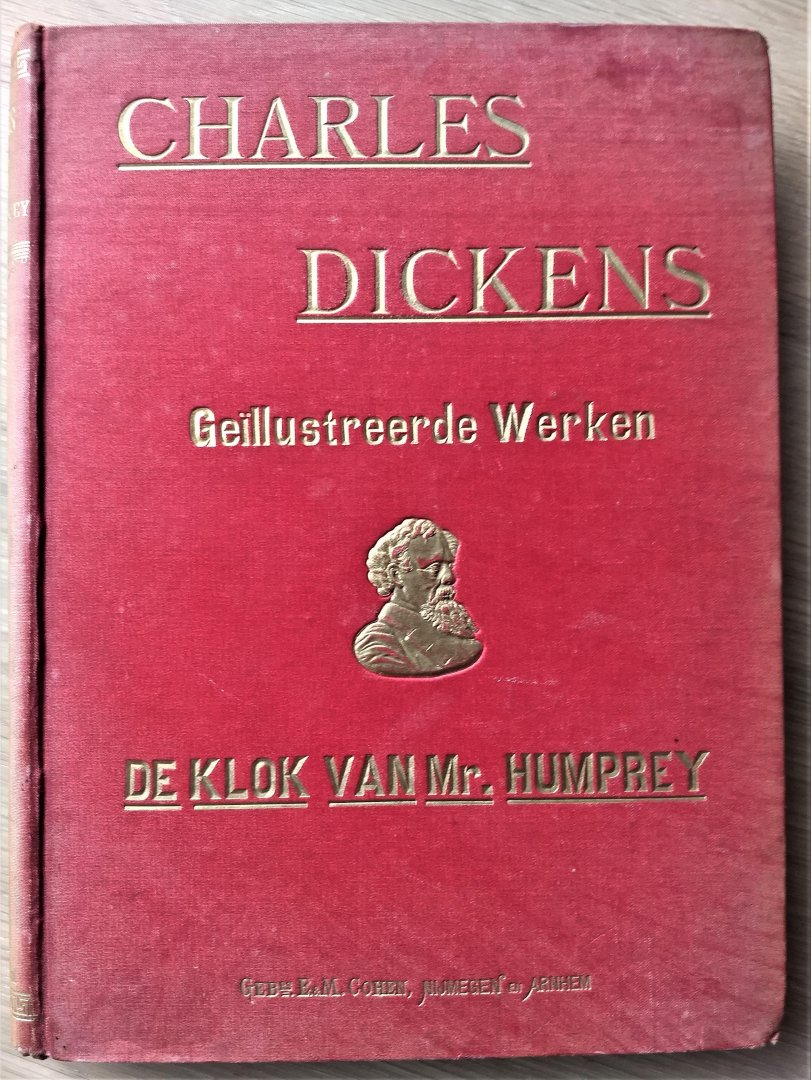 CHARLES
DICKENS
Geïllustreerde Werken
DE KLOK VAN Mr. HUMPREY
GEBRS. E. & M. COHEN, NIJMEGEN en ARNHEM